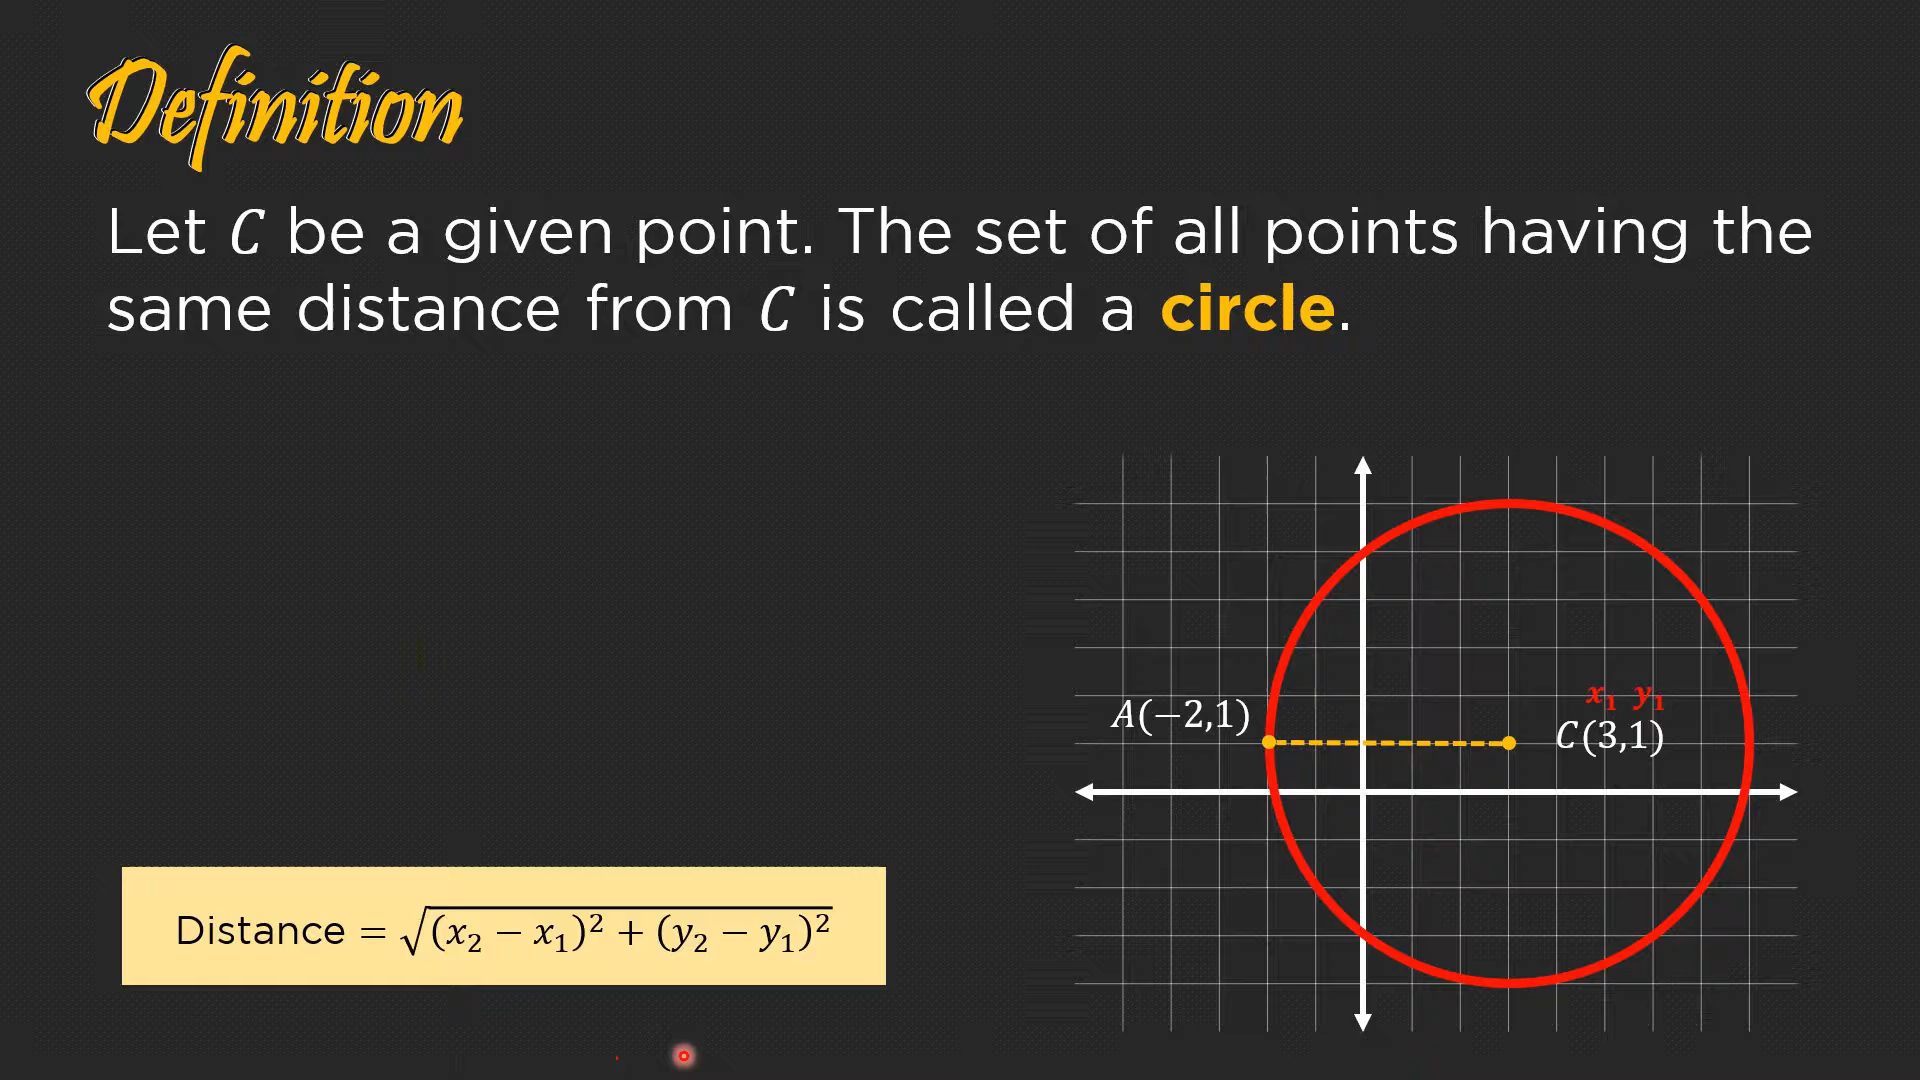 Definition
Let C be a given point. The set of all points having the
same distance from C is called a circle.
x₁ y₁
A(−2,1)
C(3,1)
Distance = √(x₂ − x₁)² + (y₂ − y₁)²